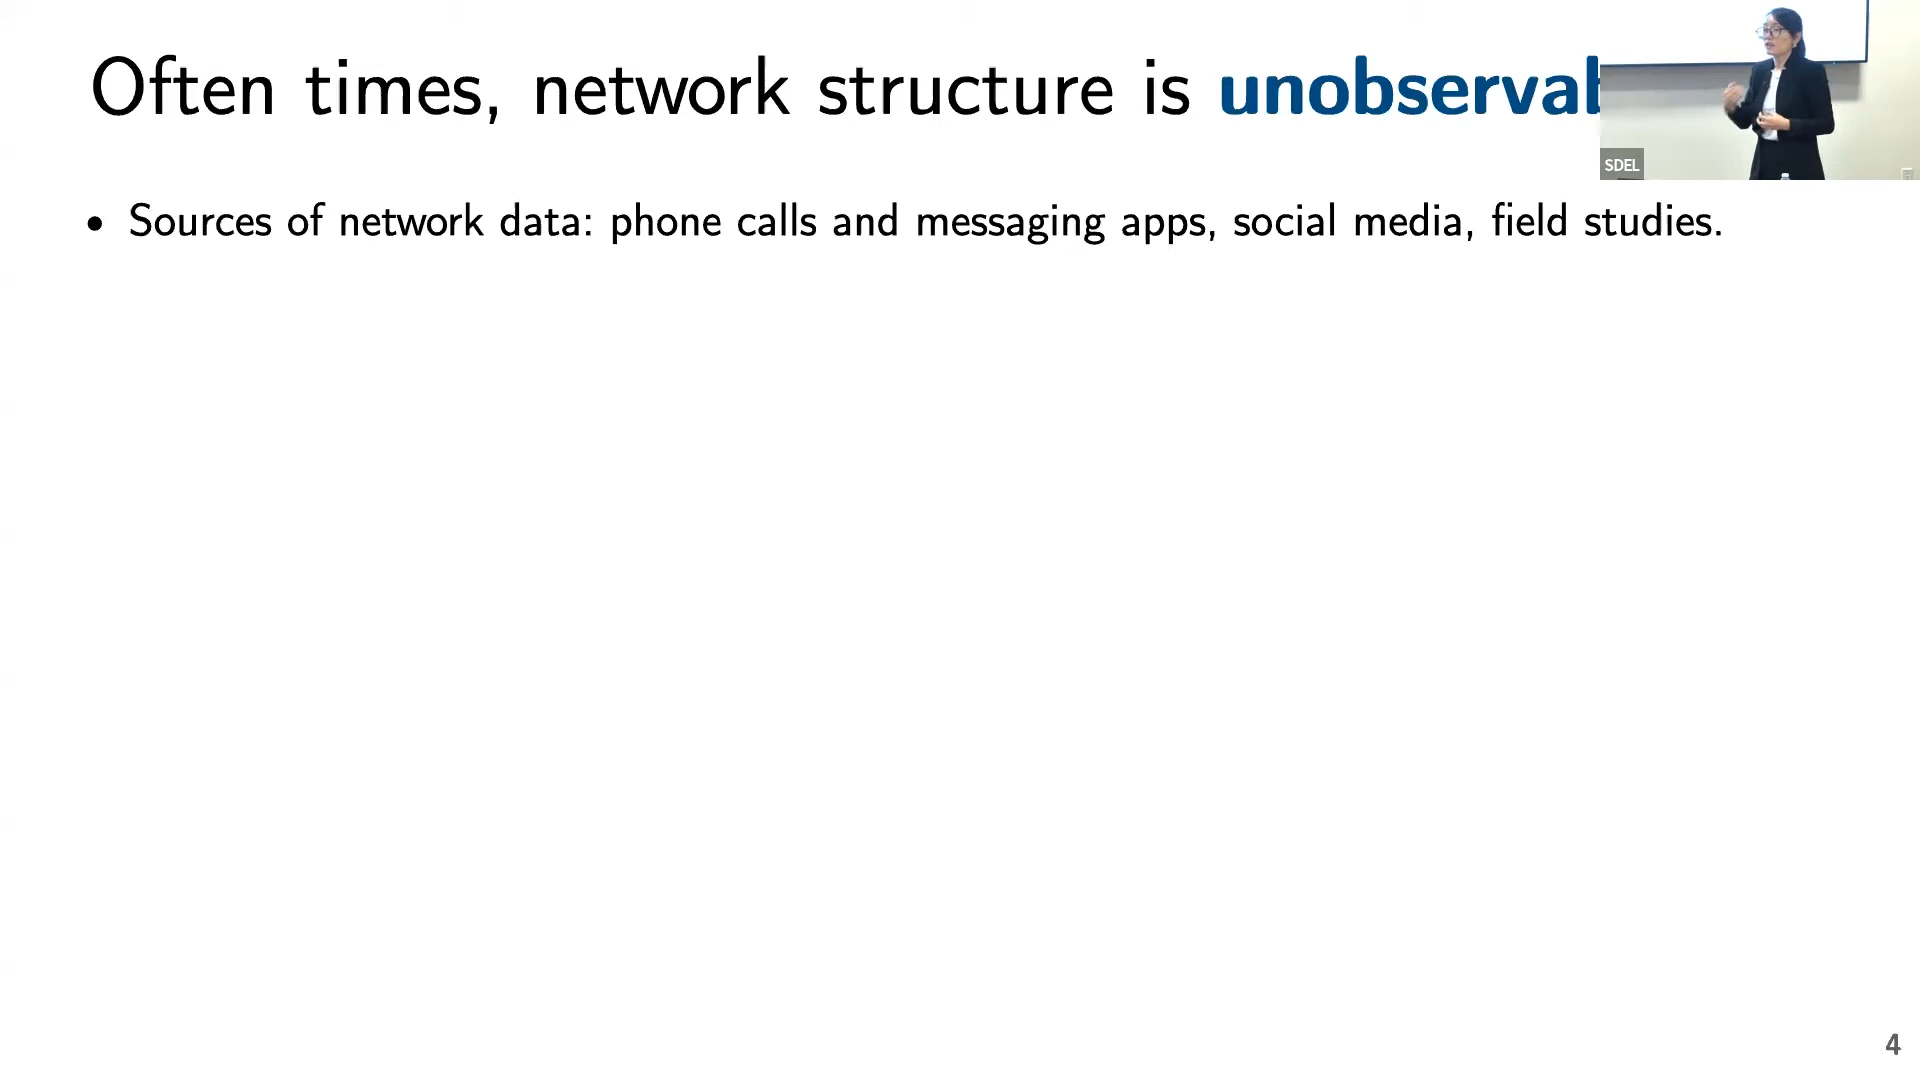 Often times, network structure is unobservab
SDEL
• Sources of network data: phone calls and messaging apps, social media, field studies.
4